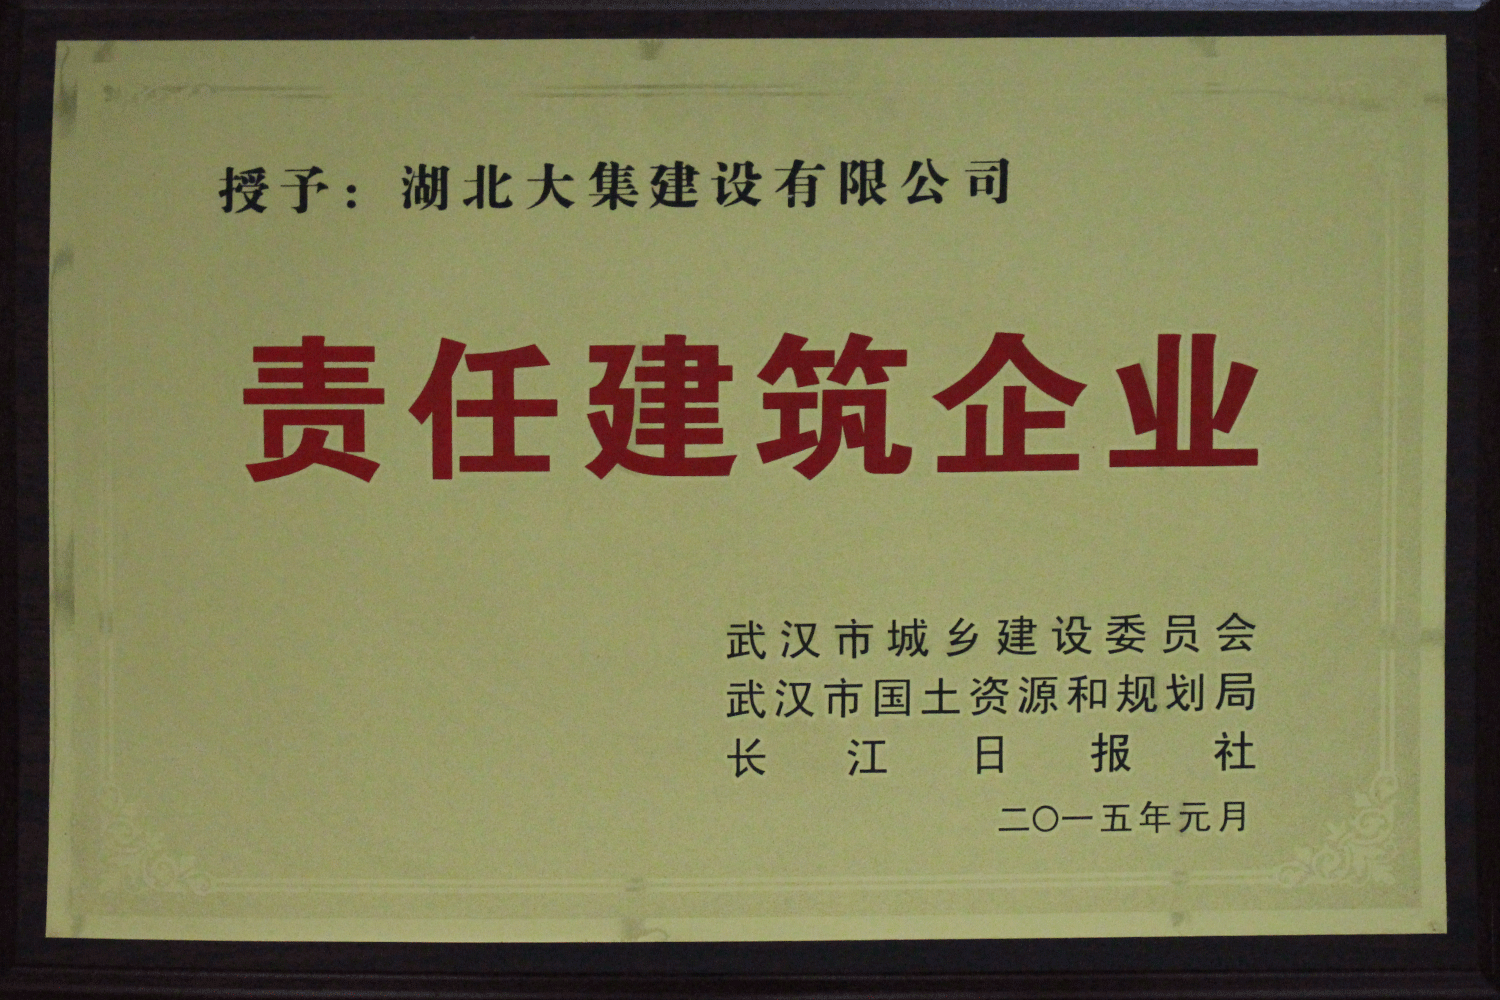 授予：湖北大集建设有限公司
责任建筑企业
武汉市城乡建设委员会
武汉市国土资源和规划局
长江日报社
二〇一五年元月